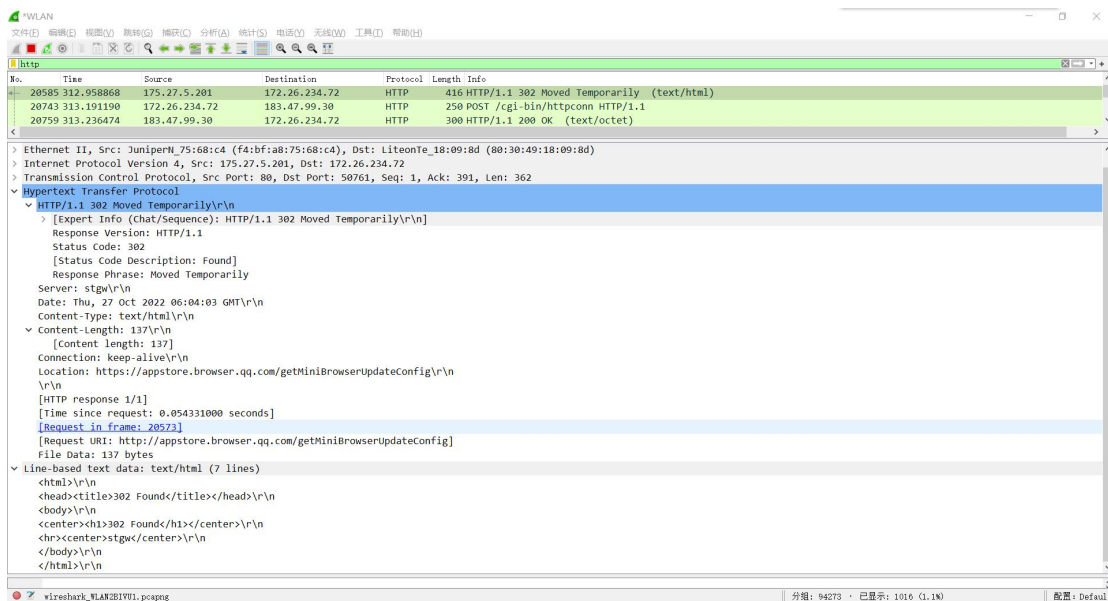 *WLAN
文件(F) 编辑(E) 视图(V) 跳转(G) 捕获(C) 分析(A) 统计(S) 电话(Y) 无线(W) 工具(T) 帮助(H)
http
No. Time Source Destination Protocol Length Info
20585 312.958868 175.27.5.201 172.26.234.72 HTTP 416 HTTP/1.1 302 Moved Temporarily (text/html)
20743 313.191190 172.26.234.72 183.47.99.30 HTTP 250 POST /cgi-bin/httpconn HTTP/1.1
20759 313.236474 183.47.99.30 172.26.234.72 HTTP 300 HTTP/1.1 200 OK (text/octet)
Ethernet II, Src: JuniperN_75:68:c4 (f4:bf:a8:75:68:c4), Dst: LiteonTe_18:09:8d (80:30:49:18:09:8d)
Internet Protocol Version 4, Src: 175.27.5.201, Dst: 172.26.234.72
Transmission Control Protocol, Src Port: 80, Dst Port: 50761, Seq: 1, Ack: 391, Len: 362
Hypertext Transfer Protocol
HTTP/1.1 302 Moved Temporarily\r\n
[Expert Info (Chat/Sequence): HTTP/1.1 302 Moved Temporarily\r\n]
Response Version: HTTP/1.1
Status Code: 302
[Status Code Description: Found]
Response Phrase: Moved Temporarily
Server: stgw\r\n
Date: Thu, 27 Oct 2022 06:04:03 GMT\r\n
Content-Type: text/html\r\n
Content-Length: 137\r\n
[Content length: 137]
Connection: keep-alive\r\n
Location: https://appstore.browser.qq.com/getMiniBrowserUpdateConfig\r\n
\r\n
[HTTP response 1/1]
[Time since request: 0.054331000 seconds]
[Request in frame: 20573]
[Request URI: http://appstore.browser.qq.com/getMiniBrowserUpdateConfig]
File Data: 137 bytes
Line-based text data: text/html (7 lines)
<html>\r\n
<head><title>302 Found</title></head>\r\n
<body>\r\n
<center><h1>302 Found</h1></center>\r\n
<hr><center>stgw</center>\r\n
</body>\r\n
</html>\r\n
wireshark_WLAN2BIVU1.pcapng 分组: 94273 · 已显示: 1016 (1.1%) 配置: Defaul